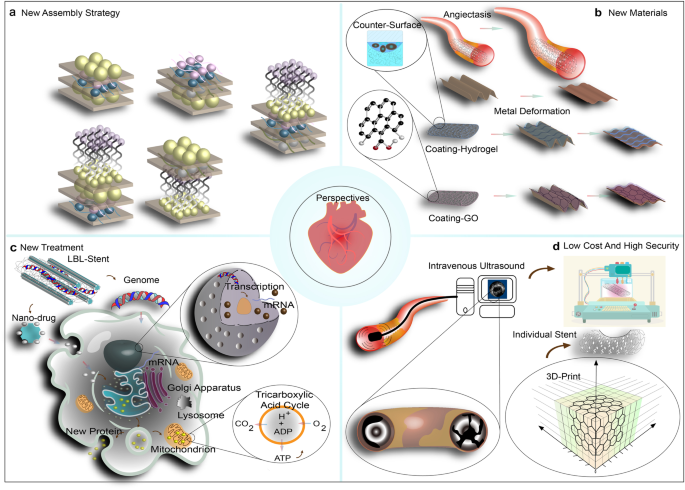 a New Assembly Strategy
b New Materials
Counter-Surface
Angiectasis
Metal Deformation
Coating-Hydrogel
Coating-GO
Perspectives
c New Treatment
LBL-Stent
Genome
Nano-drug
Transcription
mRNA
mRNA
Golgi Apparatus
Lysosome
New Protein
Mitochondrion
Tricarboxylic
Acid Cycle
CO2
H+
+
ADP
O2
ATP
d Low Cost And High Security
Intravenous Ultrasound
Individual Stent
3D-Print